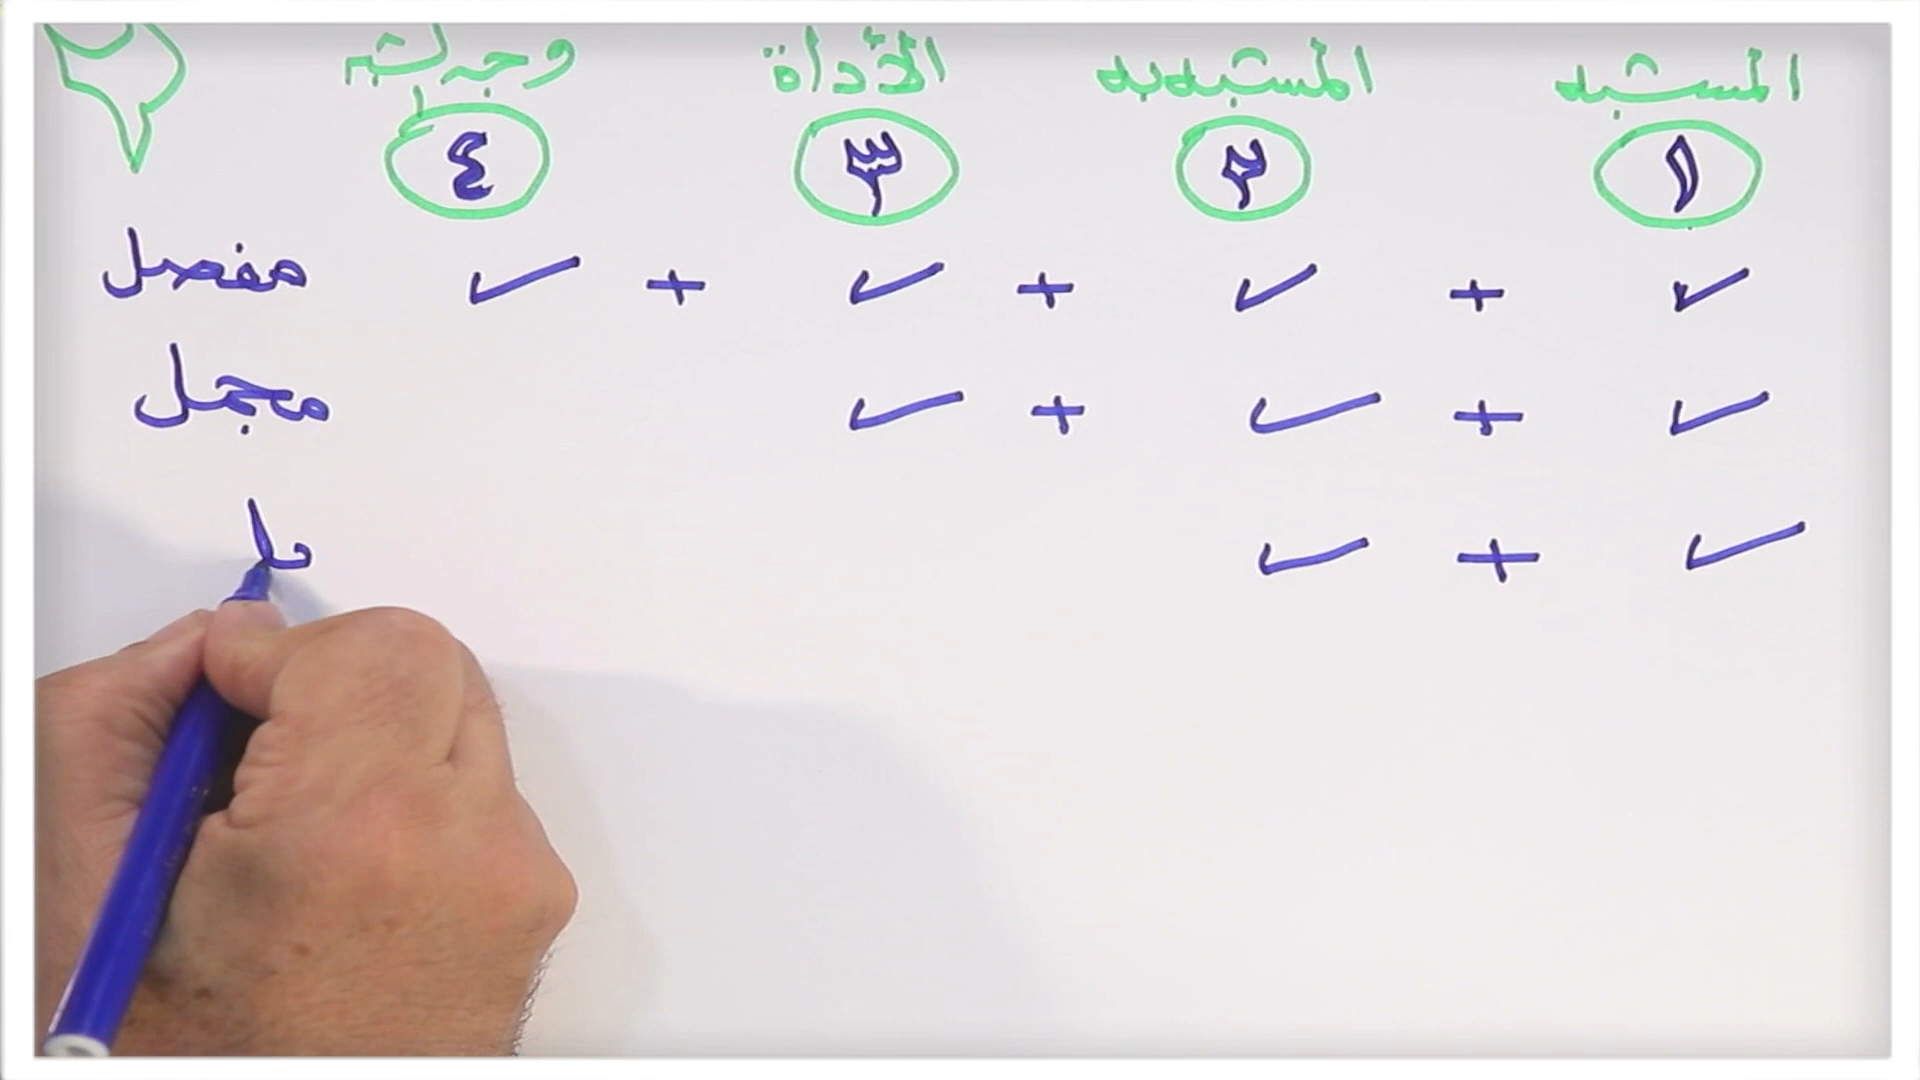 المشبه المشبه به الأداة وجه الشبه
١ ٢ ٣ ٤
✓ + ✓ + ✓ + ✓ مفصل
✓ + ✓ + ✓ مجمل
✓ + ✓